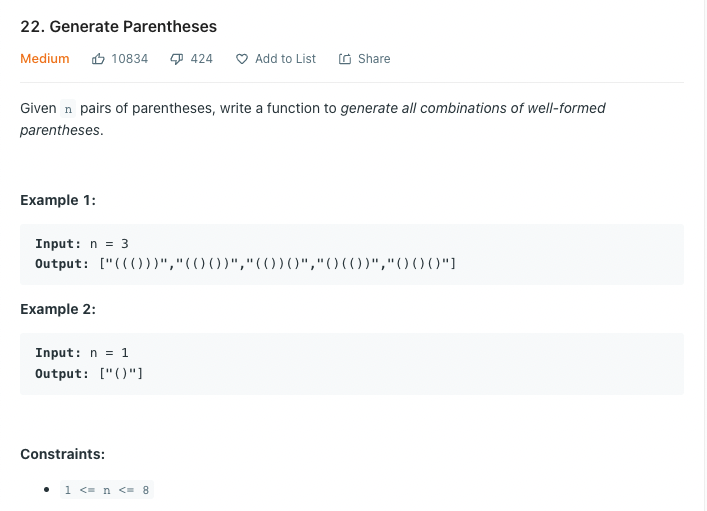 22. Generate Parentheses
Medium 10834 424 Add to List Share
Given n pairs of parentheses, write a function to generate all combinations of well-formed
parentheses.
Example 1:
Input: n = 3
Output: ["((()))","(()())","(())()","()(())","()()()"]
Example 2:
Input: n = 1
Output: ["()"]
Constraints:
• 1 <= n <= 8